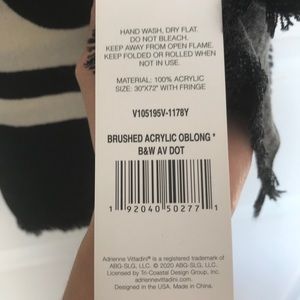 HAND WASH, DRY FLAT.
DO NOT BLEACH.
KEEP AWAY FROM OPEN FLAME.
KEEP FOLDED OR ROLLED WHEN
NOT IN USE.
MATERIAL: 100% ACRYLIC
SIZE: 30"X72" WITH FRINGE
V105195V-1178Y
BRUSHED ACRYLIC OBLONG *
B&W AV DOT
1 92040 50277 1
Adrienne Vittadini® is a registered trademark of
ABG-SLG, LLC. © 2020 ABG-SLG, LLC.
Licensed by Tri-Coastal Design Group, Inc.
adriennevittadini.com
Designed in the USA. Made in China.